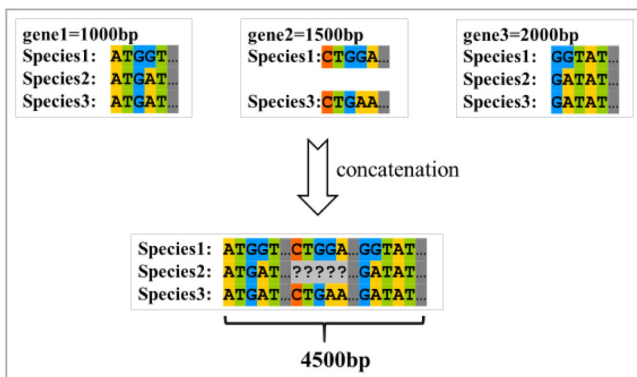 gene1=1000bp
Species1: ATGGT...
Species2: ATGAT...
Species3: ATGAT...
gene2=1500bp
Species1:CTGGA...
Species3:CTGAA...
gene3=2000bp
Species1: GGTAT...
Species2: GATAT...
Species3: GATAT...
concatenation
Species1: ATGGT...CTGGA...GGTAT...
Species2: ATGAT...?????...GATAT...
Species3: ATGAT...CTGAA...GATAT...
4500bp